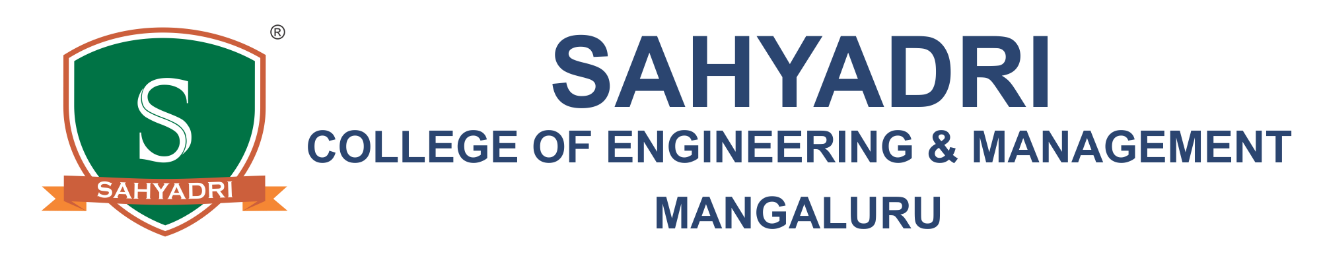 S
SAHYADRI
®
SAHYADRI
COLLEGE OF ENGINEERING & MANAGEMENT
MANGALURU